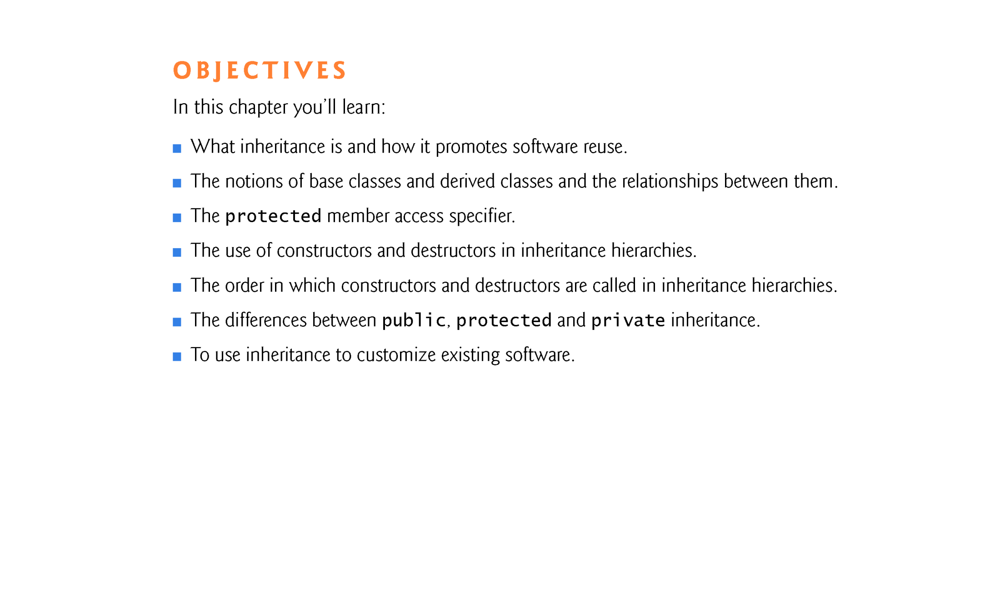 OBJECTIVES
In this chapter you’ll learn:
■ What inheritance is and how it promotes software reuse.
■ The notions of base classes and derived classes and the relationships between them.
■ The protected member access specifier.
■ The use of constructors and destructors in inheritance hierarchies.
■ The order in which constructors and destructors are called in inheritance hierarchies.
■ The differences between public, protected and private inheritance.
■ To use inheritance to customize existing software.